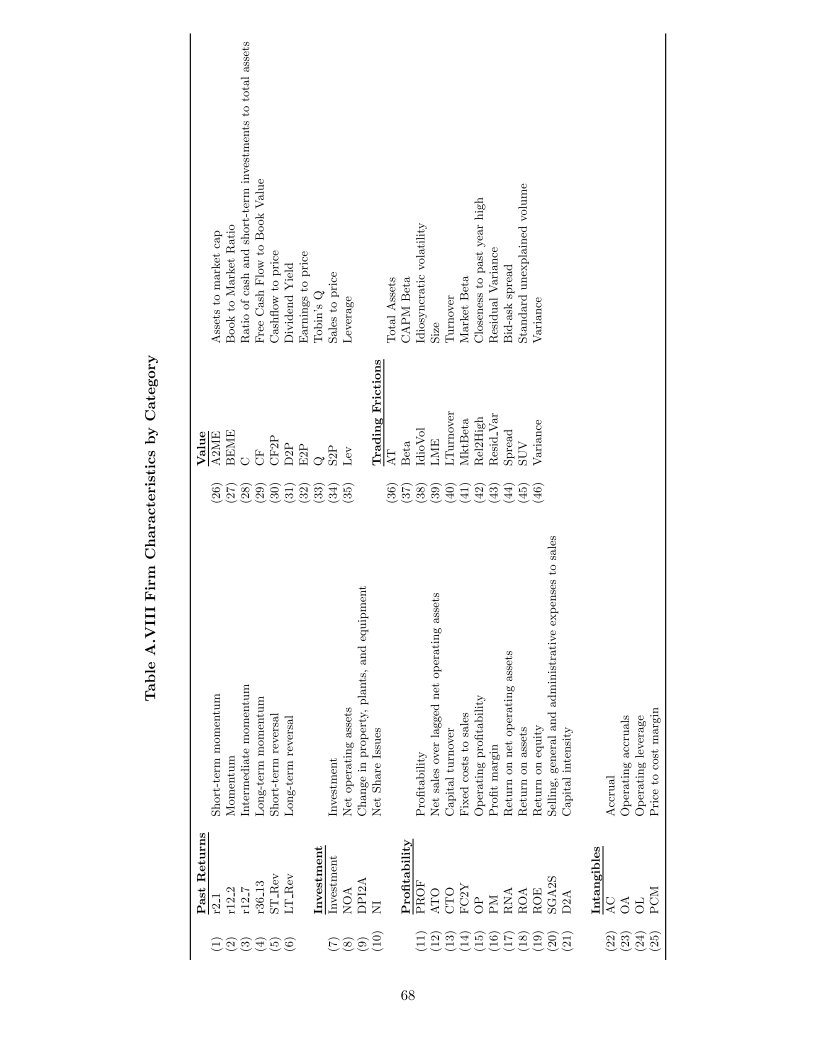 Table A.VIII Firm Characteristics by Category
Past Returns
(1) r2_1 Short-term momentum
(2) r12_2 Momentum
(3) r12_7 Intermediate momentum
(4) r36_13 Long-term momentum
(5) ST_Rev Short-term reversal
(6) LT_Rev Long-term reversal
Investment
(7) Investment Investment
(8) NOA Net operating assets
(9) DPI2A Change in property, plants, and equipment
(10) NI Net Share Issues
Profitability
(11) PROF Profitability
(12) ATO Net sales over lagged net operating assets
(13) CTO Capital turnover
(14) FC2Y Fixed costs to sales
(15) OP Operating profitability
(16) PM Profit margin
(17) RNA Return on net operating assets
(18) ROA Return on assets
(19) ROE Return on equity
(20) SGA2S Selling, general and administrative expenses to sales
(21) D2A Capital intensity
Intangibles
(22) AC Accrual
(23) OA Operating accruals
(24) OL Operating leverage
(25) PCM Price to cost margin
Value
(26) A2ME Assets to market cap
(27) BEME Book to Market Ratio
(28) C Ratio of cash and short-term investments to total assets
(29) CF Free Cash Flow to Book Value
(30) CF2P Cashflow to price
(31) D2P Dividend Yield
(32) E2P Earnings to price
(33) Q Tobin's Q
(34) S2P Sales to price
(35) Lev Leverage
Trading Frictions
(36) AT Total Assets
(37) Beta CAPM Beta
(38) IdioVol Idiosyncratic volatility
(39) LME Size
(40) LTurnover Turnover
(41) MktBeta Market Beta
(42) Rel2High Closeness to past year high
(43) Resid_Var Residual Variance
(44) Spread Bid-ask spread
(45) SUV Standard unexplained volume
(46) Variance Variance
68